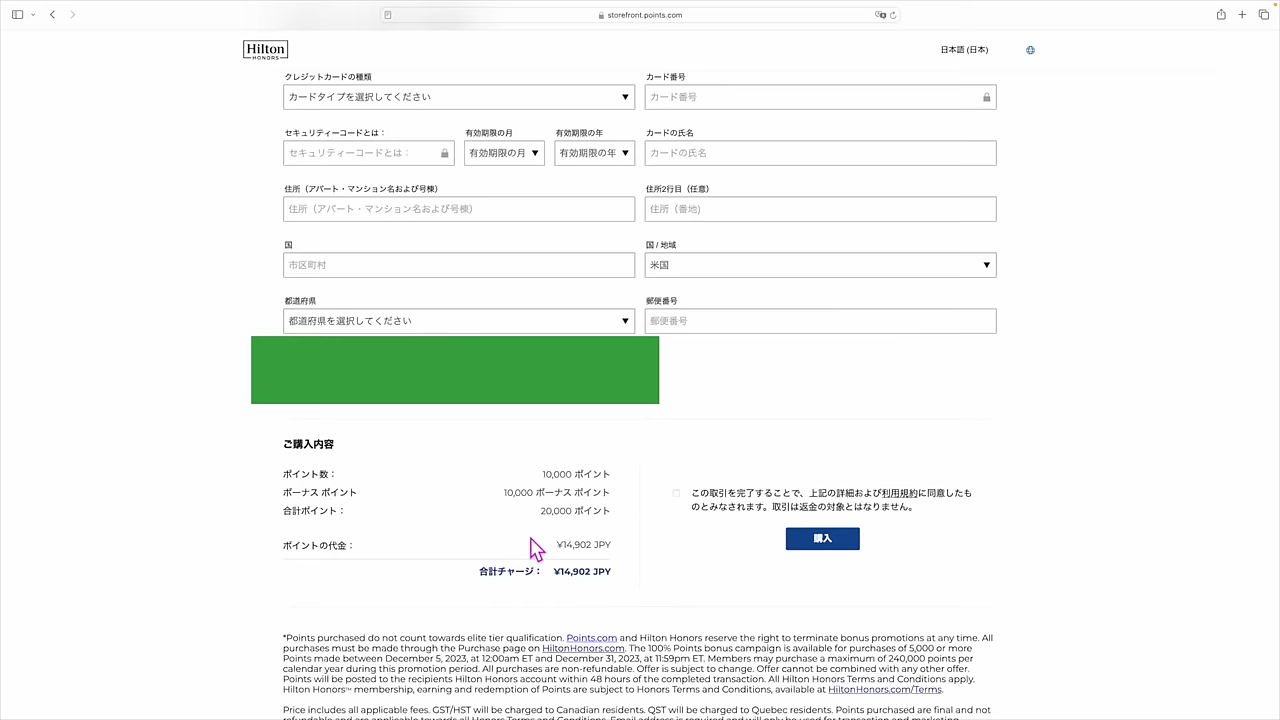 storefront.points.com
Hilton
HONORS
日本語 (日本)
クレジットカードの種類
カード番号
カードタイプを選択してください
カード番号
セキュリティーコードとは：
有効期限の月
有効期限の年
カードの氏名
セキュリティーコードとは：
有効期限の月
有効期限の年
カードの氏名
住所（アパート・マンション名および号棟）
住所2行目（任意）
住所（アパート・マンション名および号棟）
住所（番地)
国
国 / 地域
市区町村
米国
都道府県
郵便番号
都道府県を選択してください
郵便番号
ご購入内容
ポイント数：
10,000 ポイント
ボーナス ポイント
10,000 ボーナス ポイント
合計ポイント：
20,000 ポイント
ポイントの代金：
¥14,902 JPY
合計チャージ：
¥14,902 JPY
この取引を完了することで、上記の詳細および利用規約に同意したも
のとみなされます。取引は返金の対象とはなりません。
購入
*Points purchased do not count towards elite tier qualification. Points.com and Hilton Honors reserve the right to terminate bonus promotions at any time. All
purchases must be made through the Purchase page on HiltonHonors.com. The 100% Points bonus campaign is available for purchases of 5,000 or more
Points made between December 5, 2023, at 12:00am ET and December 31, 2023, at 11:59pm ET. Members may purchase a maximum of 240,000 points per
calendar year during this promotion period. All purchases are non-refundable. Offer is subject to change. Offer cannot be combined with any other offer.
Points will be posted to the recipients Hilton Honors account within 48 hours of the completed transaction. All Hilton Honors Terms and Conditions apply.
Hilton Honors™ membership, earning and redemption of Points are subject to Honors Terms and Conditions, available at HiltonHonors.com/Terms.
Price includes all applicable fees. GST/HST will be charged to Canadian residents. QST will be charged to Quebec residents. Points purchased are final and not
refundable and are applicable towards all Honors Terms and Conditions. Email address is required and will only be used for transaction and marketing